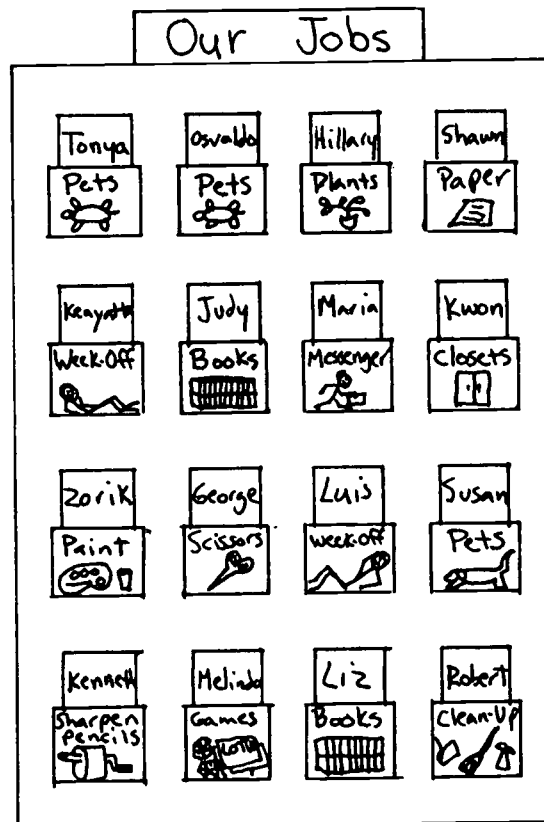 Our Jobs
Tonya
Pets
Osvaldo
Pets
Hillary
Plants
Shawn
Paper
Week-Off
Judy
Books
Maria
Messenger
Kwon
Closets
Zorik
Paint
George
Scissors
Luis
Week-Off
Susan
Pets
Kenneth
Sharpen
Pencils
Melinda
Games
Liz
Books
Robert
Clean-Up